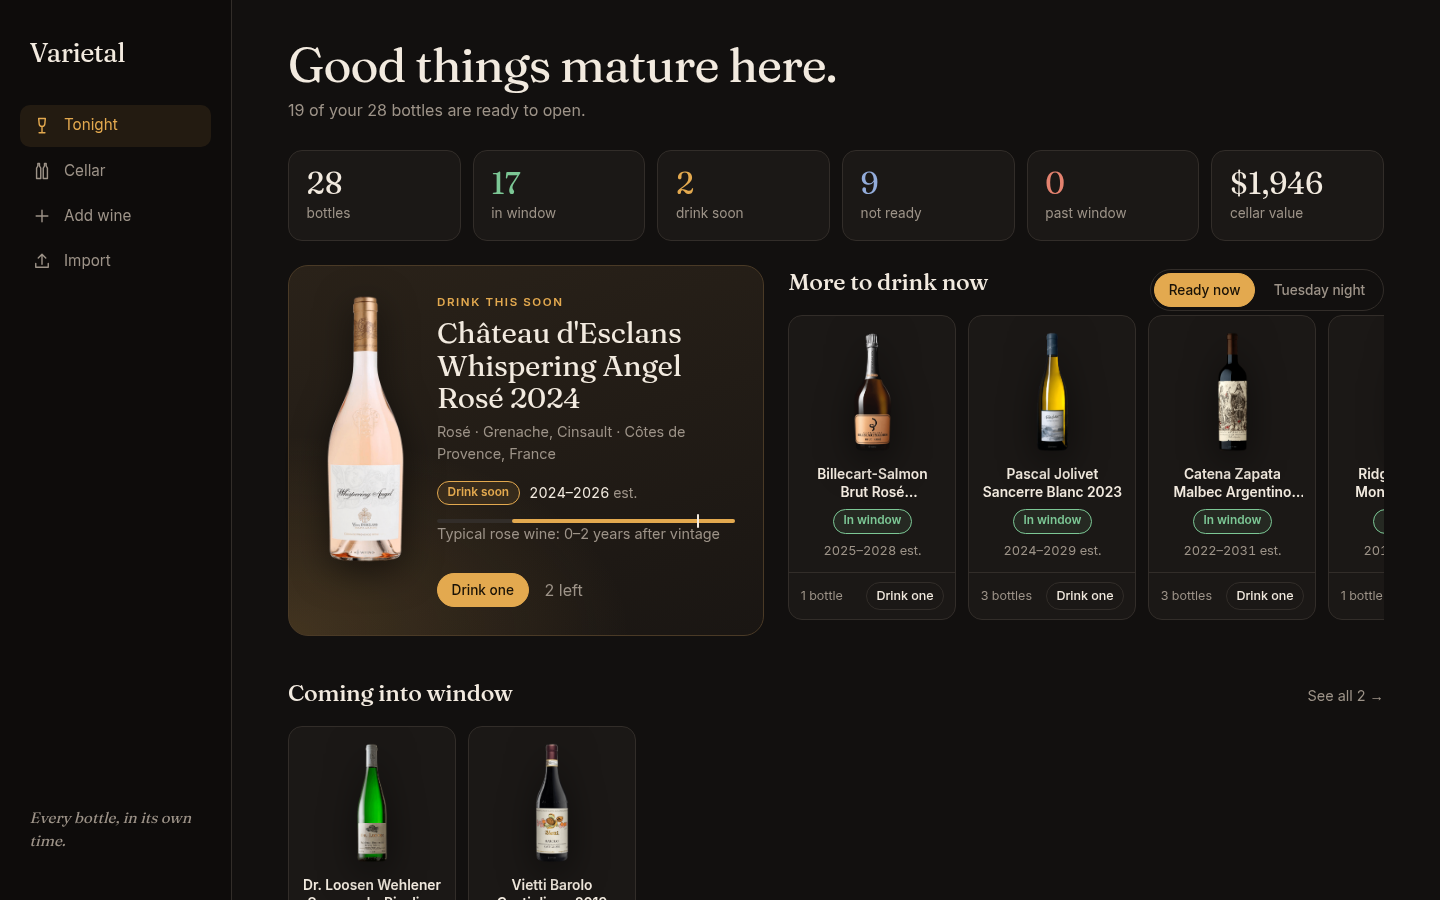 Varietal
Tonight
Cellar
Add wine
Import
Every bottle, in its own
time.
Good things mature here.
19 of your 28 bottles are ready to open.
28
bottles
17
in window
2
drink soon
9
not ready
0
past window
$1,946
cellar value
DRINK THIS SOON
Château d'Esclans
Whispering Angel
Rosé 2024
Rosé · Grenache, Cinsault · Côtes de
Provence, France
Drink soon 2024–2026 est.
Typical rose wine: 0–2 years after vintage
Drink one 2 left
Whispering Angel
More to drink now
Ready now Tuesday night
Billecart-Salmon
Brut Rosé...
In window
2025–2028 est.
1 bottle Drink one
Pascal Jolivet
Sancerre Blanc 2023
In window
2024–2029 est.
3 bottles Drink one
Catena Zapata
Malbec Argentino...
In window
2022–2031 est.
3 bottles Drink one
1 bottle
Coming into window
See all 2 →
Dr. Loosen Wehlener
Vietti Barolo